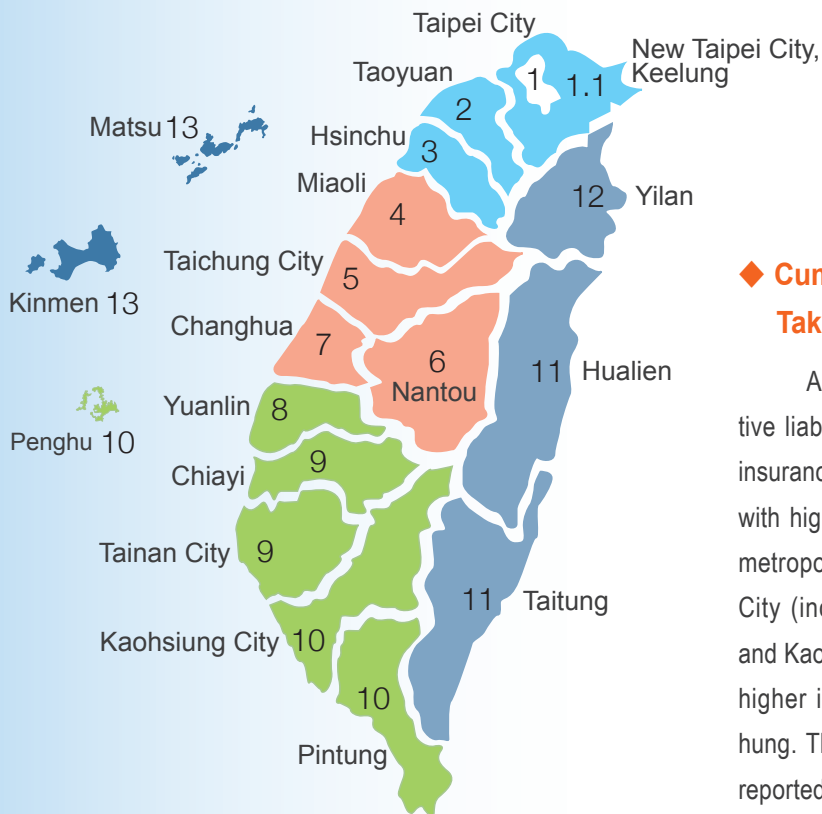 Taipei City
New Taipei City,
Keelung
1
1.1
Taoyuan
2
Matsu 13
Hsinchu
3
Miaoli
4
12
Yilan
Taichung City
5
Kinmen 13
Changhua
7
6
Nantou
11
Hualien
Yuanlin
8
Penghu 10
Chiayi
9
Tainan City
9
11
Taitung
Kaohsiung City
10
10
Pintung
tive liab
insuranc
with hig
metropo
City (inc
and Kao
higher i
hung. T
reported